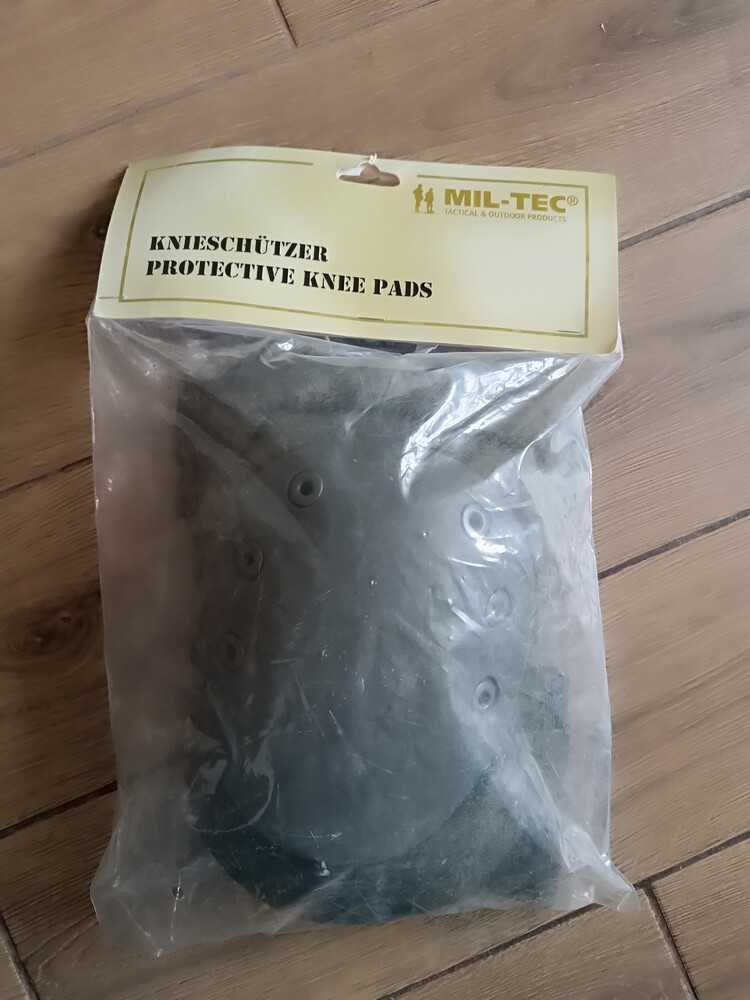 MIL-TEC®
TACTICAL & OUTDOOR PRODUCTS
KNIESCHÜTZER
PROTECTIVE KNEE PADS